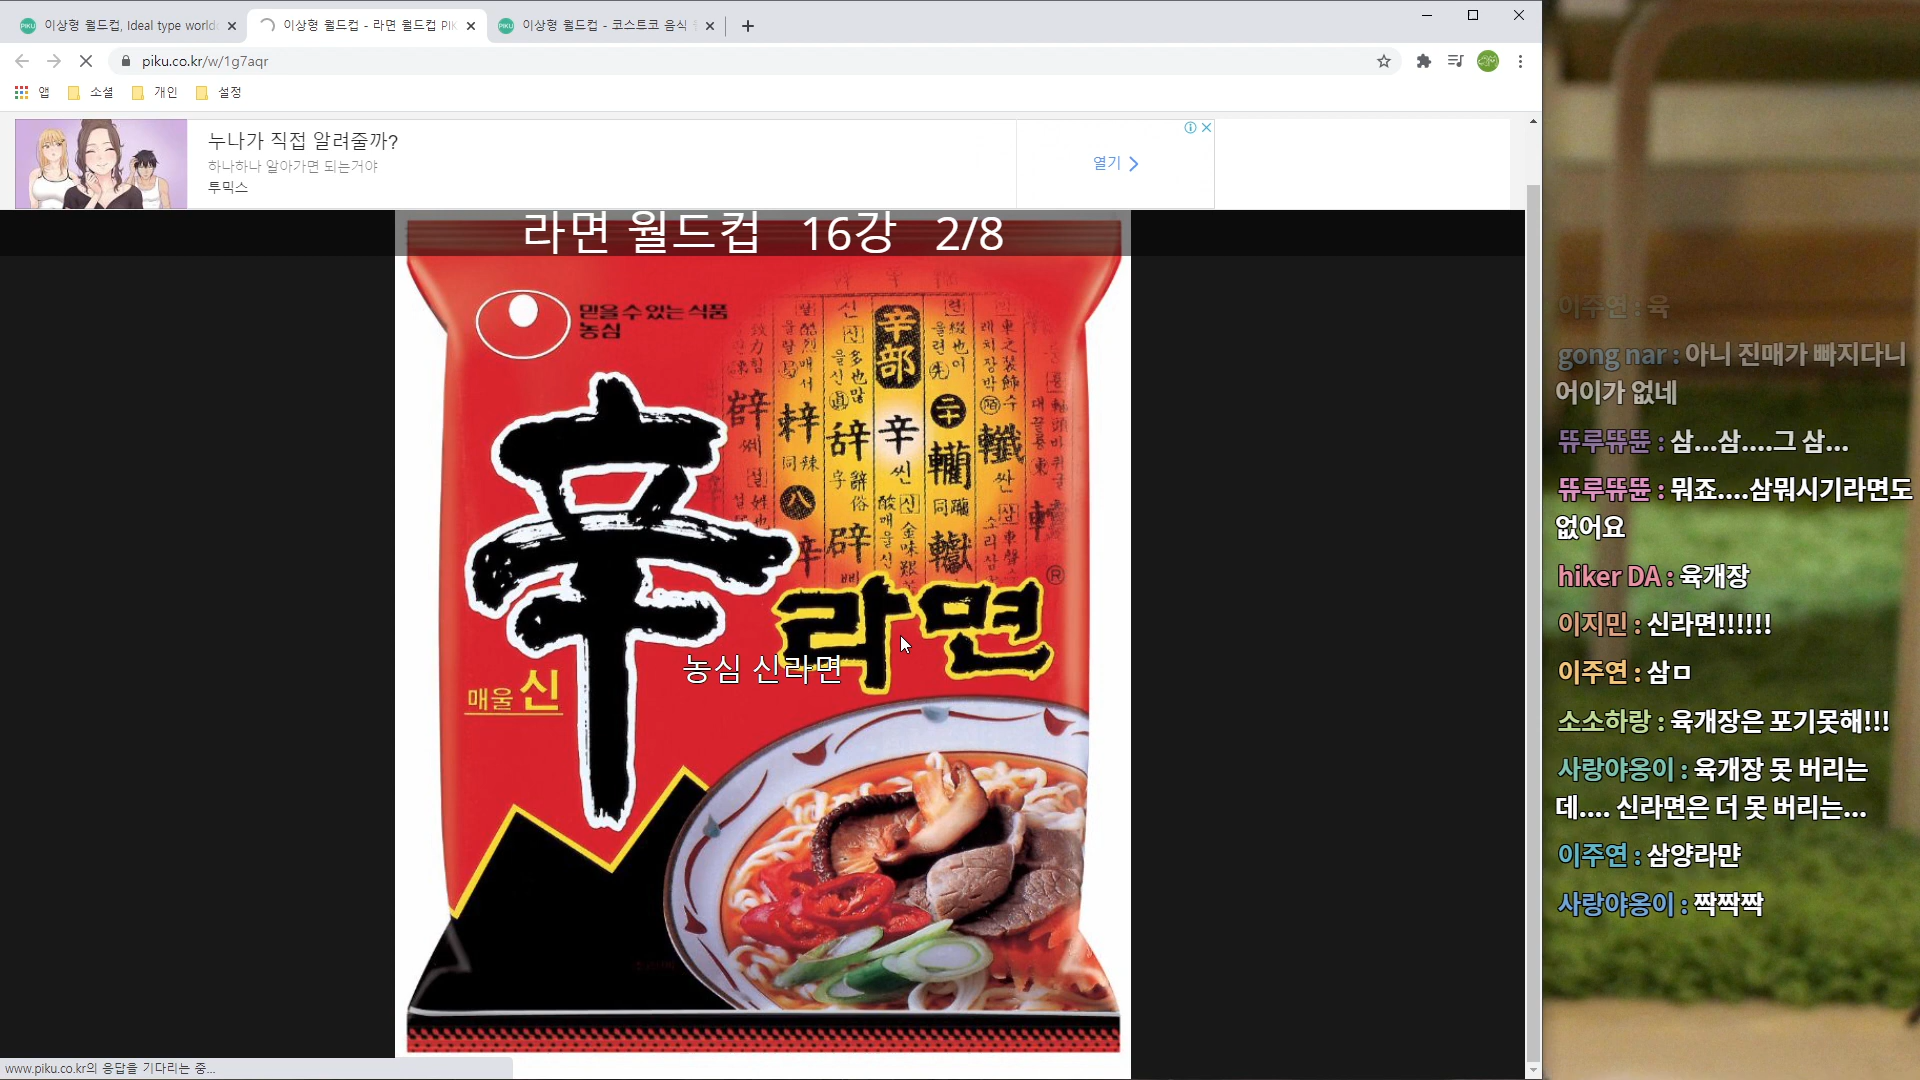 이상형 월드컵, Ideal type world
이상형 월드컵 - 라면 월드컵 PIK
이상형 월드컵 - 코스트코 음식
piku.co.kr/w/1g7aqr
앱 소셜 개인 설정
누나가 직접 알려줄까?
하나하나 알아가면 되는거야
투믹스
열기
라면 월드컵 16강 2/8
믿을 수 있는 식품
농심
辛部
辛
씬
辛
라면
농심 신라면
매울 신
이주연 : 육
gong nar : 아니 진매가 빠지다니
어이가 없네
뜌루뜌뜐 : 삼...삼....그 삼...
뜌루뜌뜐 : 뭐죠....삼뭐시기라면도
없어요
hiker DA : 육개장
이지민 : 신라면!!!!!!
이주연 : 삼ㅁ
소소하랑 : 육개장은 포기못해!!!
사랑야옹이 : 육개장 못 버리는
데.... 신라면은 더 못 버리는...
이주연 : 삼양라먄
사랑야옹이 : 짝짝짝
www.piku.co.kr의 응답을 기다리는 중...